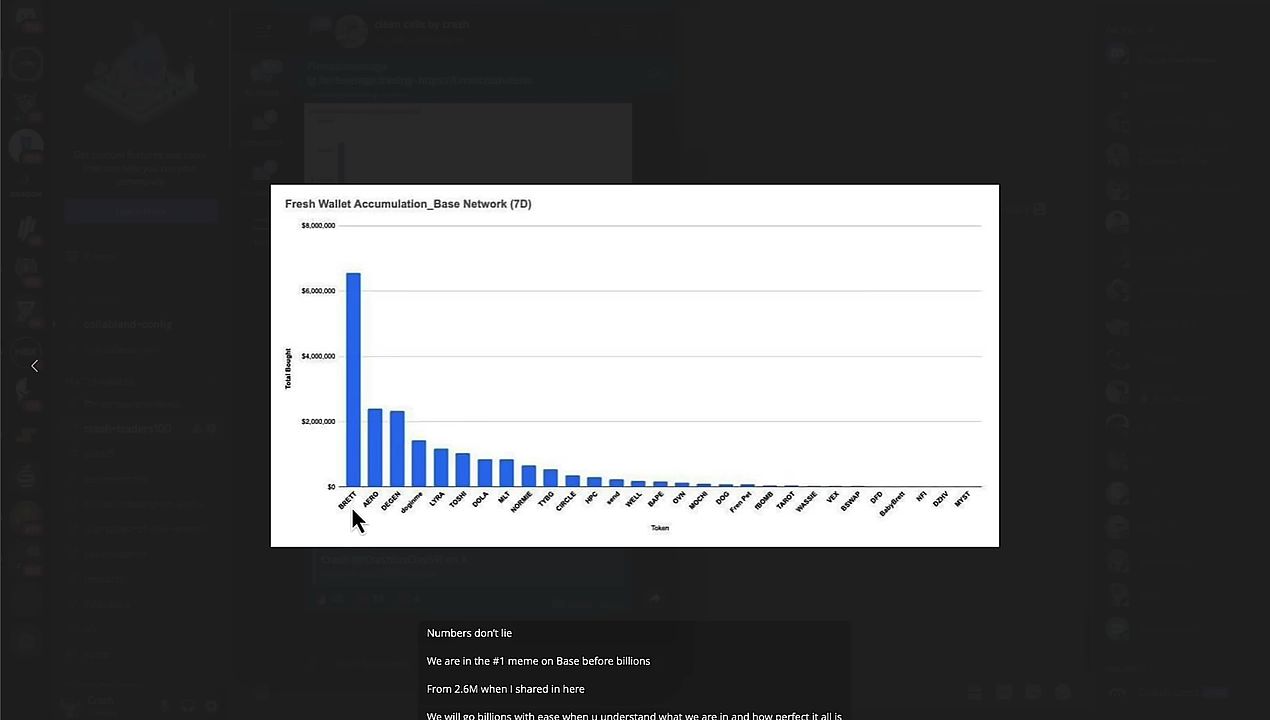 Fresh Wallet Accumulation_Base Network (7D)
$8,000,000
$6,000,000
$4,000,000
$2,000,000
$0
Total Bought
BRETT
AERO
DEGEN
doginme
LYRA
TOSHI
DOLA
MLT
NORMIE
TYBG
CIRCLE
HPC
send
WELL
BAPE
OVN
MOCHI
DOG
Fren Pet
fBOMB
TAROT
WASSIE
VEX
BSWAP
DFD
BabyBrett
NFI
DZHV
MYST
Token
Numbers don't lie
We are in the #1 meme on Base before billions
From 2.6M when I shared in here
We will go billions with ease when u understand what we are in and how perfect it all is